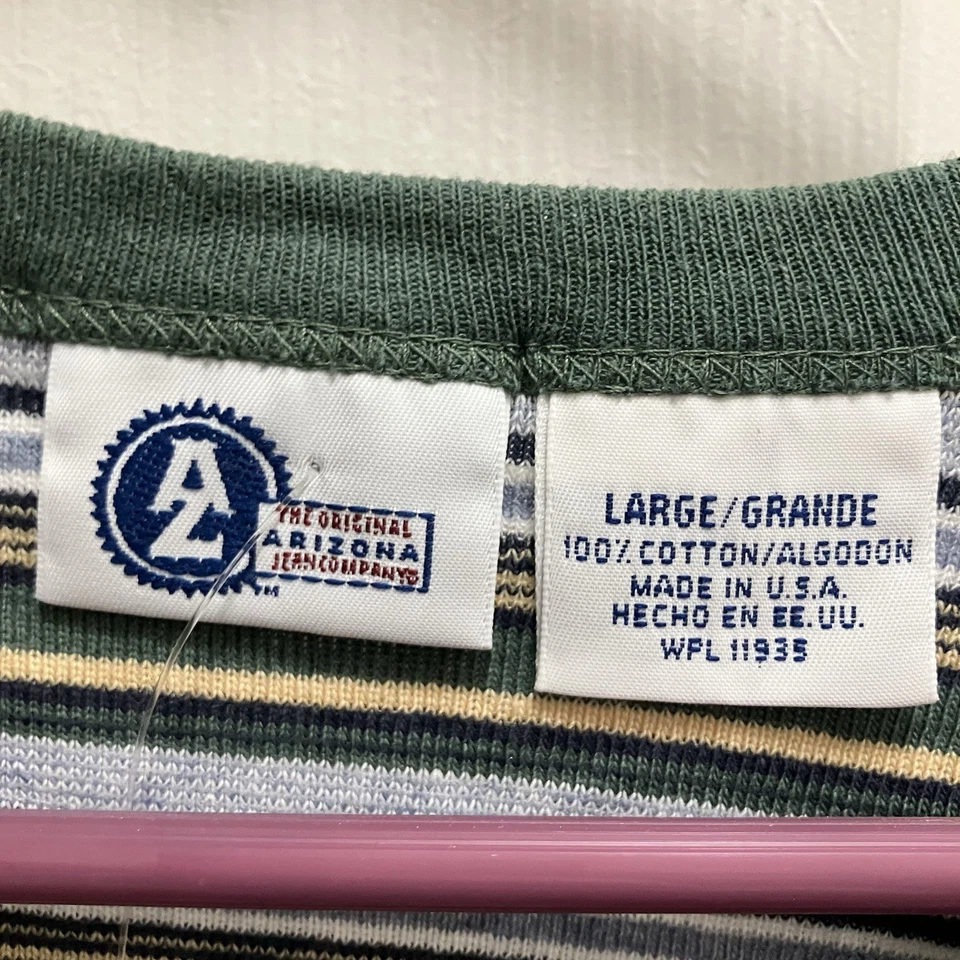 AZ
THE ORIGINAL
ARIZONA
JEAN COMPANY®
TM
LARGE/GRANDE
100% COTTON/ALGODON
MADE IN U.S.A.
HECHO EN EE.UU.
WPL 11935